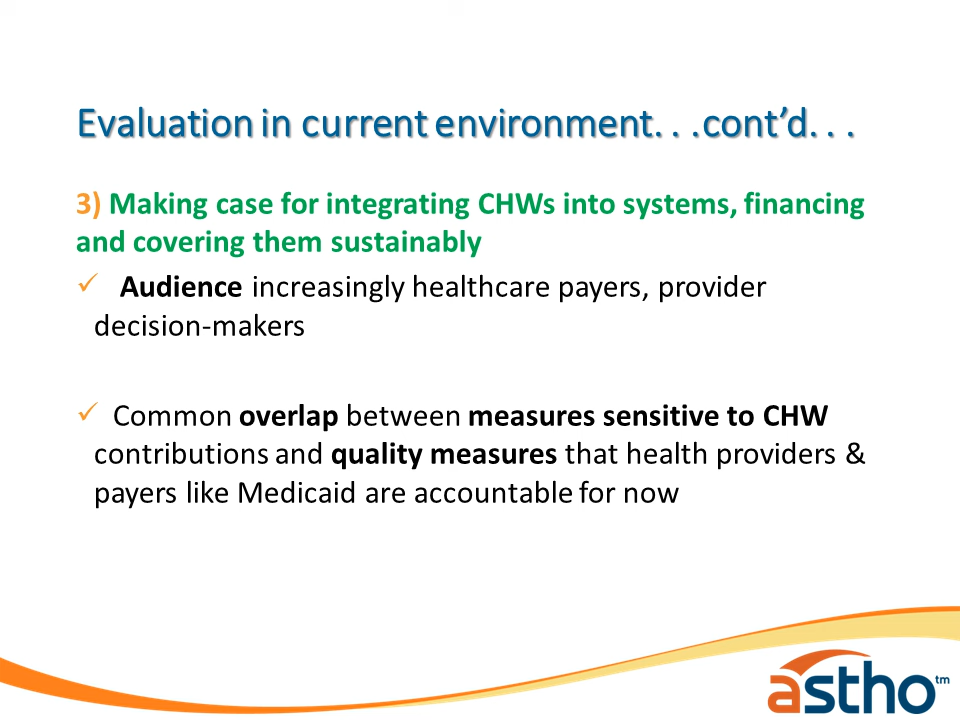 Evaluation in current environment. . .cont’d. . .
3) Making case for integrating CHWs into systems, financing
and covering them sustainably
✓ Audience increasingly healthcare payers, provider
decision-makers
✓ Common overlap between measures sensitive to CHW
contributions and quality measures that health providers &
payers like Medicaid are accountable for now
astho tm